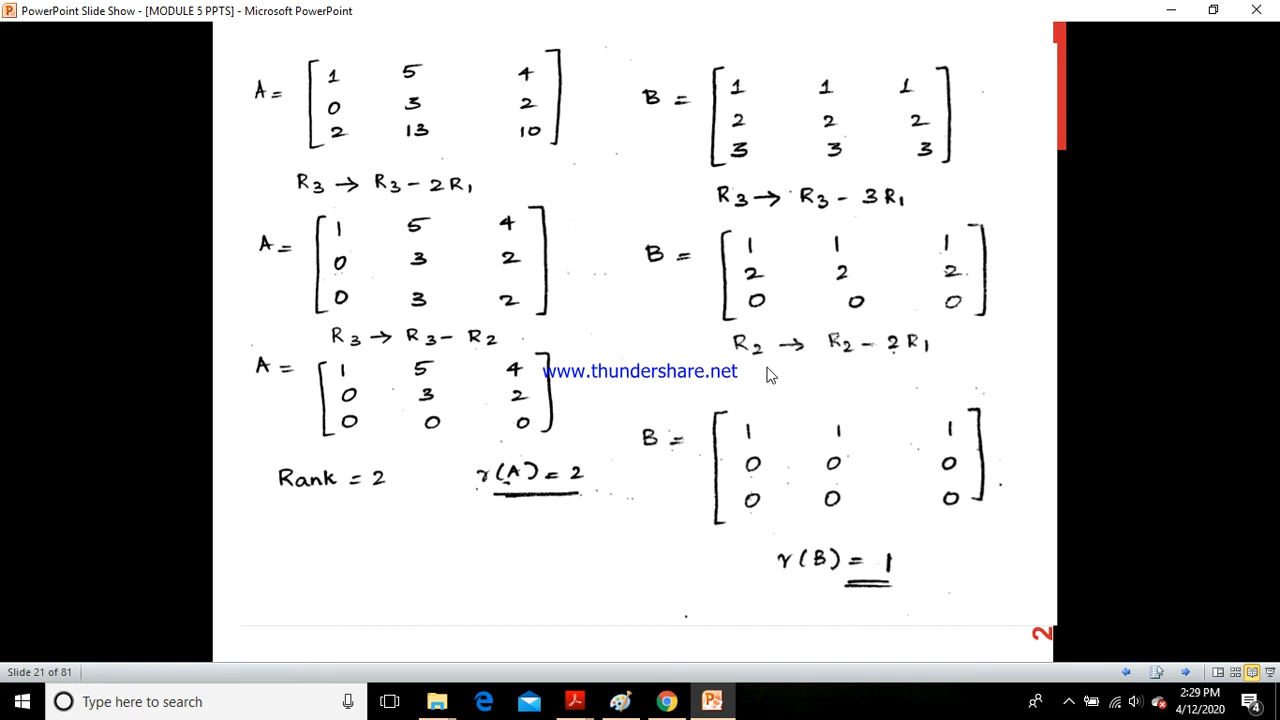 PowerPoint Slide Show - [MODULE 5 PPTS] - Microsoft PowerPoint
A = [ 1 5 4
0 3 2
2 13 10 ]
R3 → R3 - 2R1
A = [ 1 5 4
0 3 2
0 3 2 ]
R3 → R3 - R2
A = [ 1 5 4
0 3 2
0 0 0 ]
Rank = 2 r(A) = 2
B = [ 1 1 1
2 2 2
3 3 3 ]
R3 → R3 - 3R1
B = [ 1 1 1
2 2 2
0 0 0 ]
R2 → R2 - 2R1
www.thundershare.net
B = [ 1 1 1
0 0 0
0 0 0 ]
r(B) = 1
2
Slide 21 of 81
Type here to search
2:29 PM
4/12/2020
4